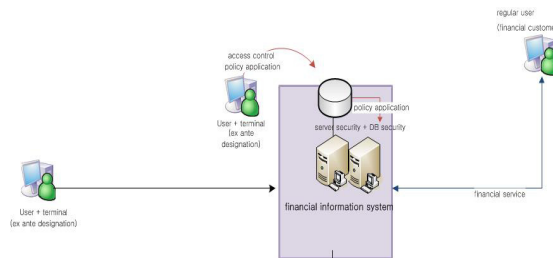 regular user
(financial custome
access control
policy application
policy application
User + terminal
(ex ante
designation)
server security + DB security
financial service
User + terminal
(ex ante designation)
financial information system